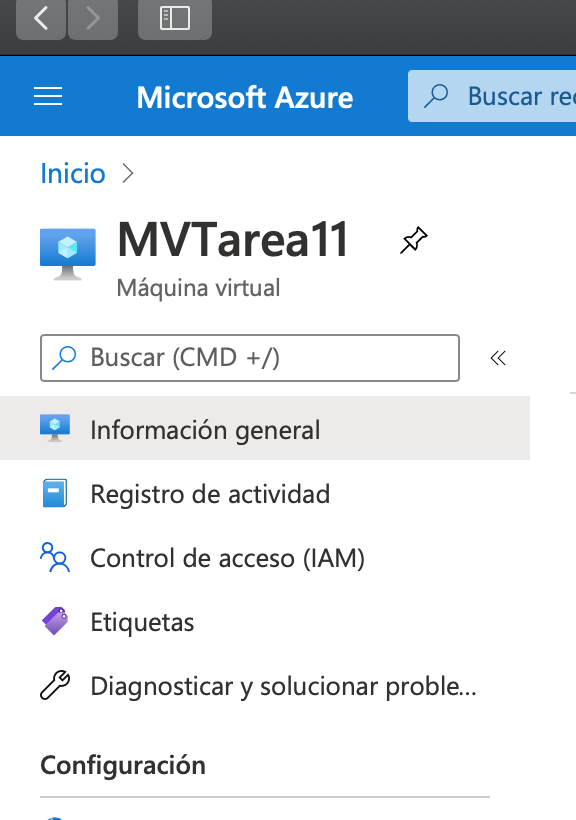 Microsoft Azure
Buscar
Inicio
MVTarea11
Máquina virtual
Buscar (CMD +/)
Información general
Registro de actividad
Control de acceso (IAM)
Etiquetas
Diagnosticar y solucionar proble...
Configuración